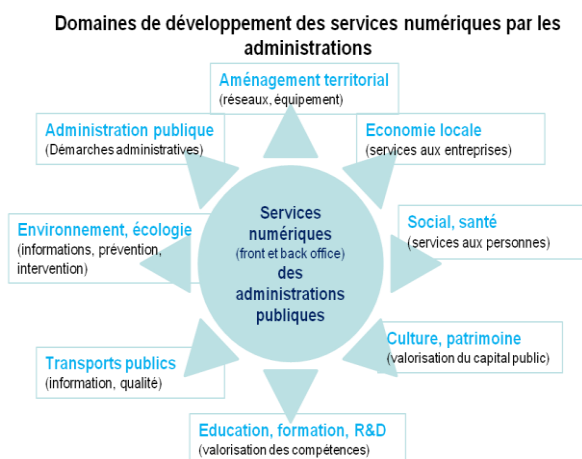 Domaines de développement des services numériques par les
administrations
Aménagement territorial
(réseaux, équipement)
Administration publique
(Démarches administratives)
Economie locale
(services aux entreprises)
Environnement, écologie
(informations, prévention,
intervention)
Services
numériques
(front et back office)
des
administrations
publiques
Social, santé
(services aux personnes)
Transports publics
(information, qualité)
Culture, patrimoine
(valorisation du capital public)
Education, formation, R&D
(valorisation des compétences)